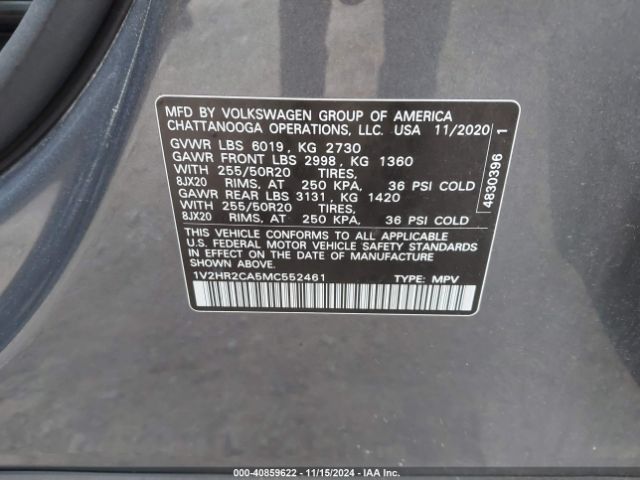 MFD BY VOLKSWAGEN GROUP OF AMERICA
CHATTANOOGA OPERATIONS, LLC. USA 11/2020
GVWR LBS 6019, KG 2730
GAWR FRONT LBS 2998, KG 1360
WITH 255/50R20 TIRES,
8JX20 RIMS, AT 250 KPA, 36 PSI COLD
GAWR REAR LBS 3131, KG 1420
WITH 255/50R20 TIRES,
8JX20 RIMS, AT 250 KPA, 36 PSI COLD
THIS VEHICLE CONFORMS TO ALL APPLICABLE
U.S. FEDERAL MOTOR VEHICLE SAFETY STANDARDS
IN EFFECT ON THE DATE OF MANUFACTURE
SHOWN ABOVE.
1V2HR2CA5MC552461 TYPE: MPV
4830396 1
000-40859622 - 11/15/2024 - IAA Inc.